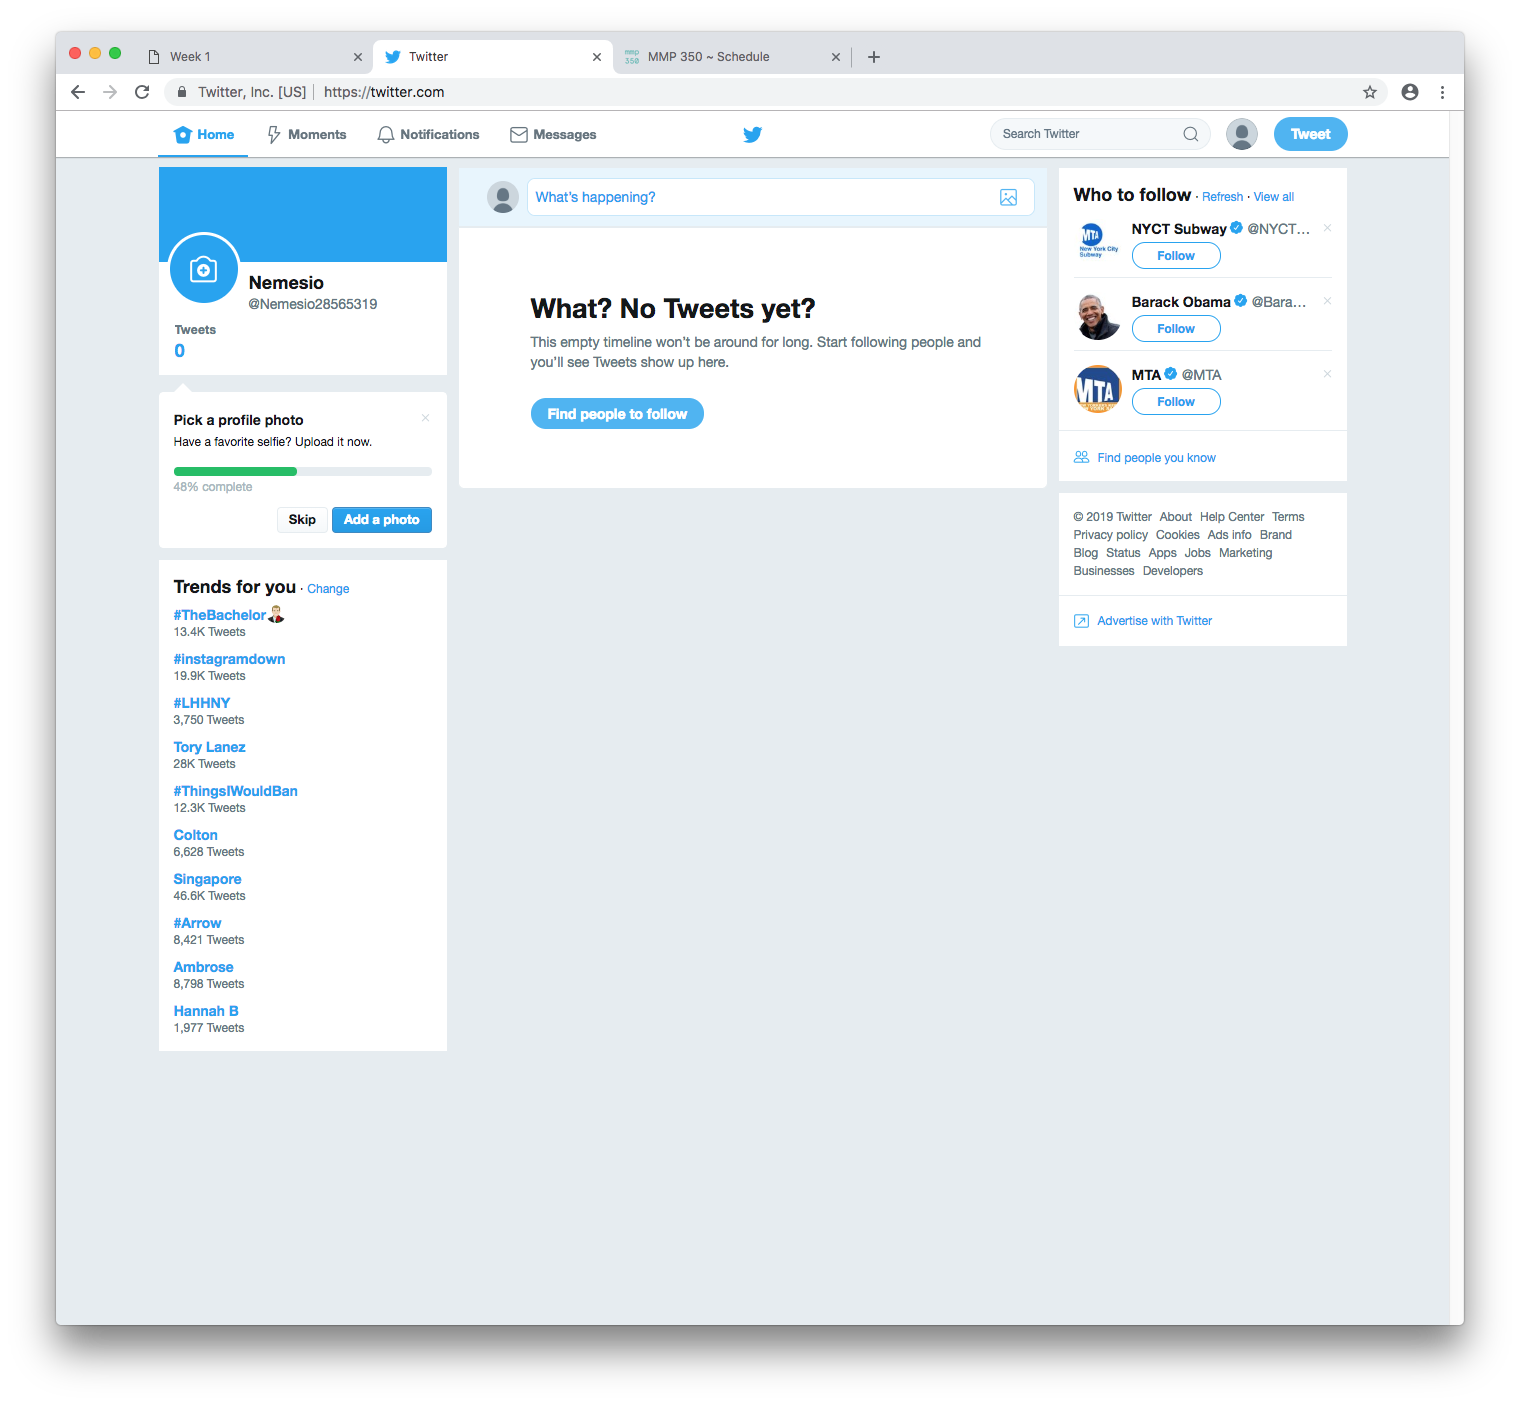 Week 1
Twitter
mmp 350
MMP 350 ~ Schedule
Twitter, Inc. [US] | https://twitter.com
Home
Moments
Notifications
Messages
Search Twitter
Tweet
Nemesio
@Nemesio28565319
Tweets
0
Pick a profile photo
Have a favorite selfie? Upload it now.
48% complete
Skip
Add a photo
Trends for you · Change
#TheBachelor
13.4K Tweets
#instagramdown
19.9K Tweets
#LHHNY
3,750 Tweets
Tory Lanez
28K Tweets
#ThingsIWouldBan
12.3K Tweets
Colton
6,628 Tweets
Singapore
46.6K Tweets
#Arrow
8,421 Tweets
Ambrose
8,798 Tweets
Hannah B
1,977 Tweets
What's happening?
What? No Tweets yet?
This empty timeline won't be around for long. Start following people and
you'll see Tweets show up here.
Find people to follow
Who to follow · Refresh · View all
MTA
New York City
Subway
NYCT Subway @NYCT...
Follow
Barack Obama @Bara...
Follow
MTA
MTA @MTA
Follow
Find people you know
© 2019 Twitter About Help Center Terms
Privacy policy Cookies Ads info Brand
Blog Status Apps Jobs Marketing
Businesses Developers
Advertise with Twitter